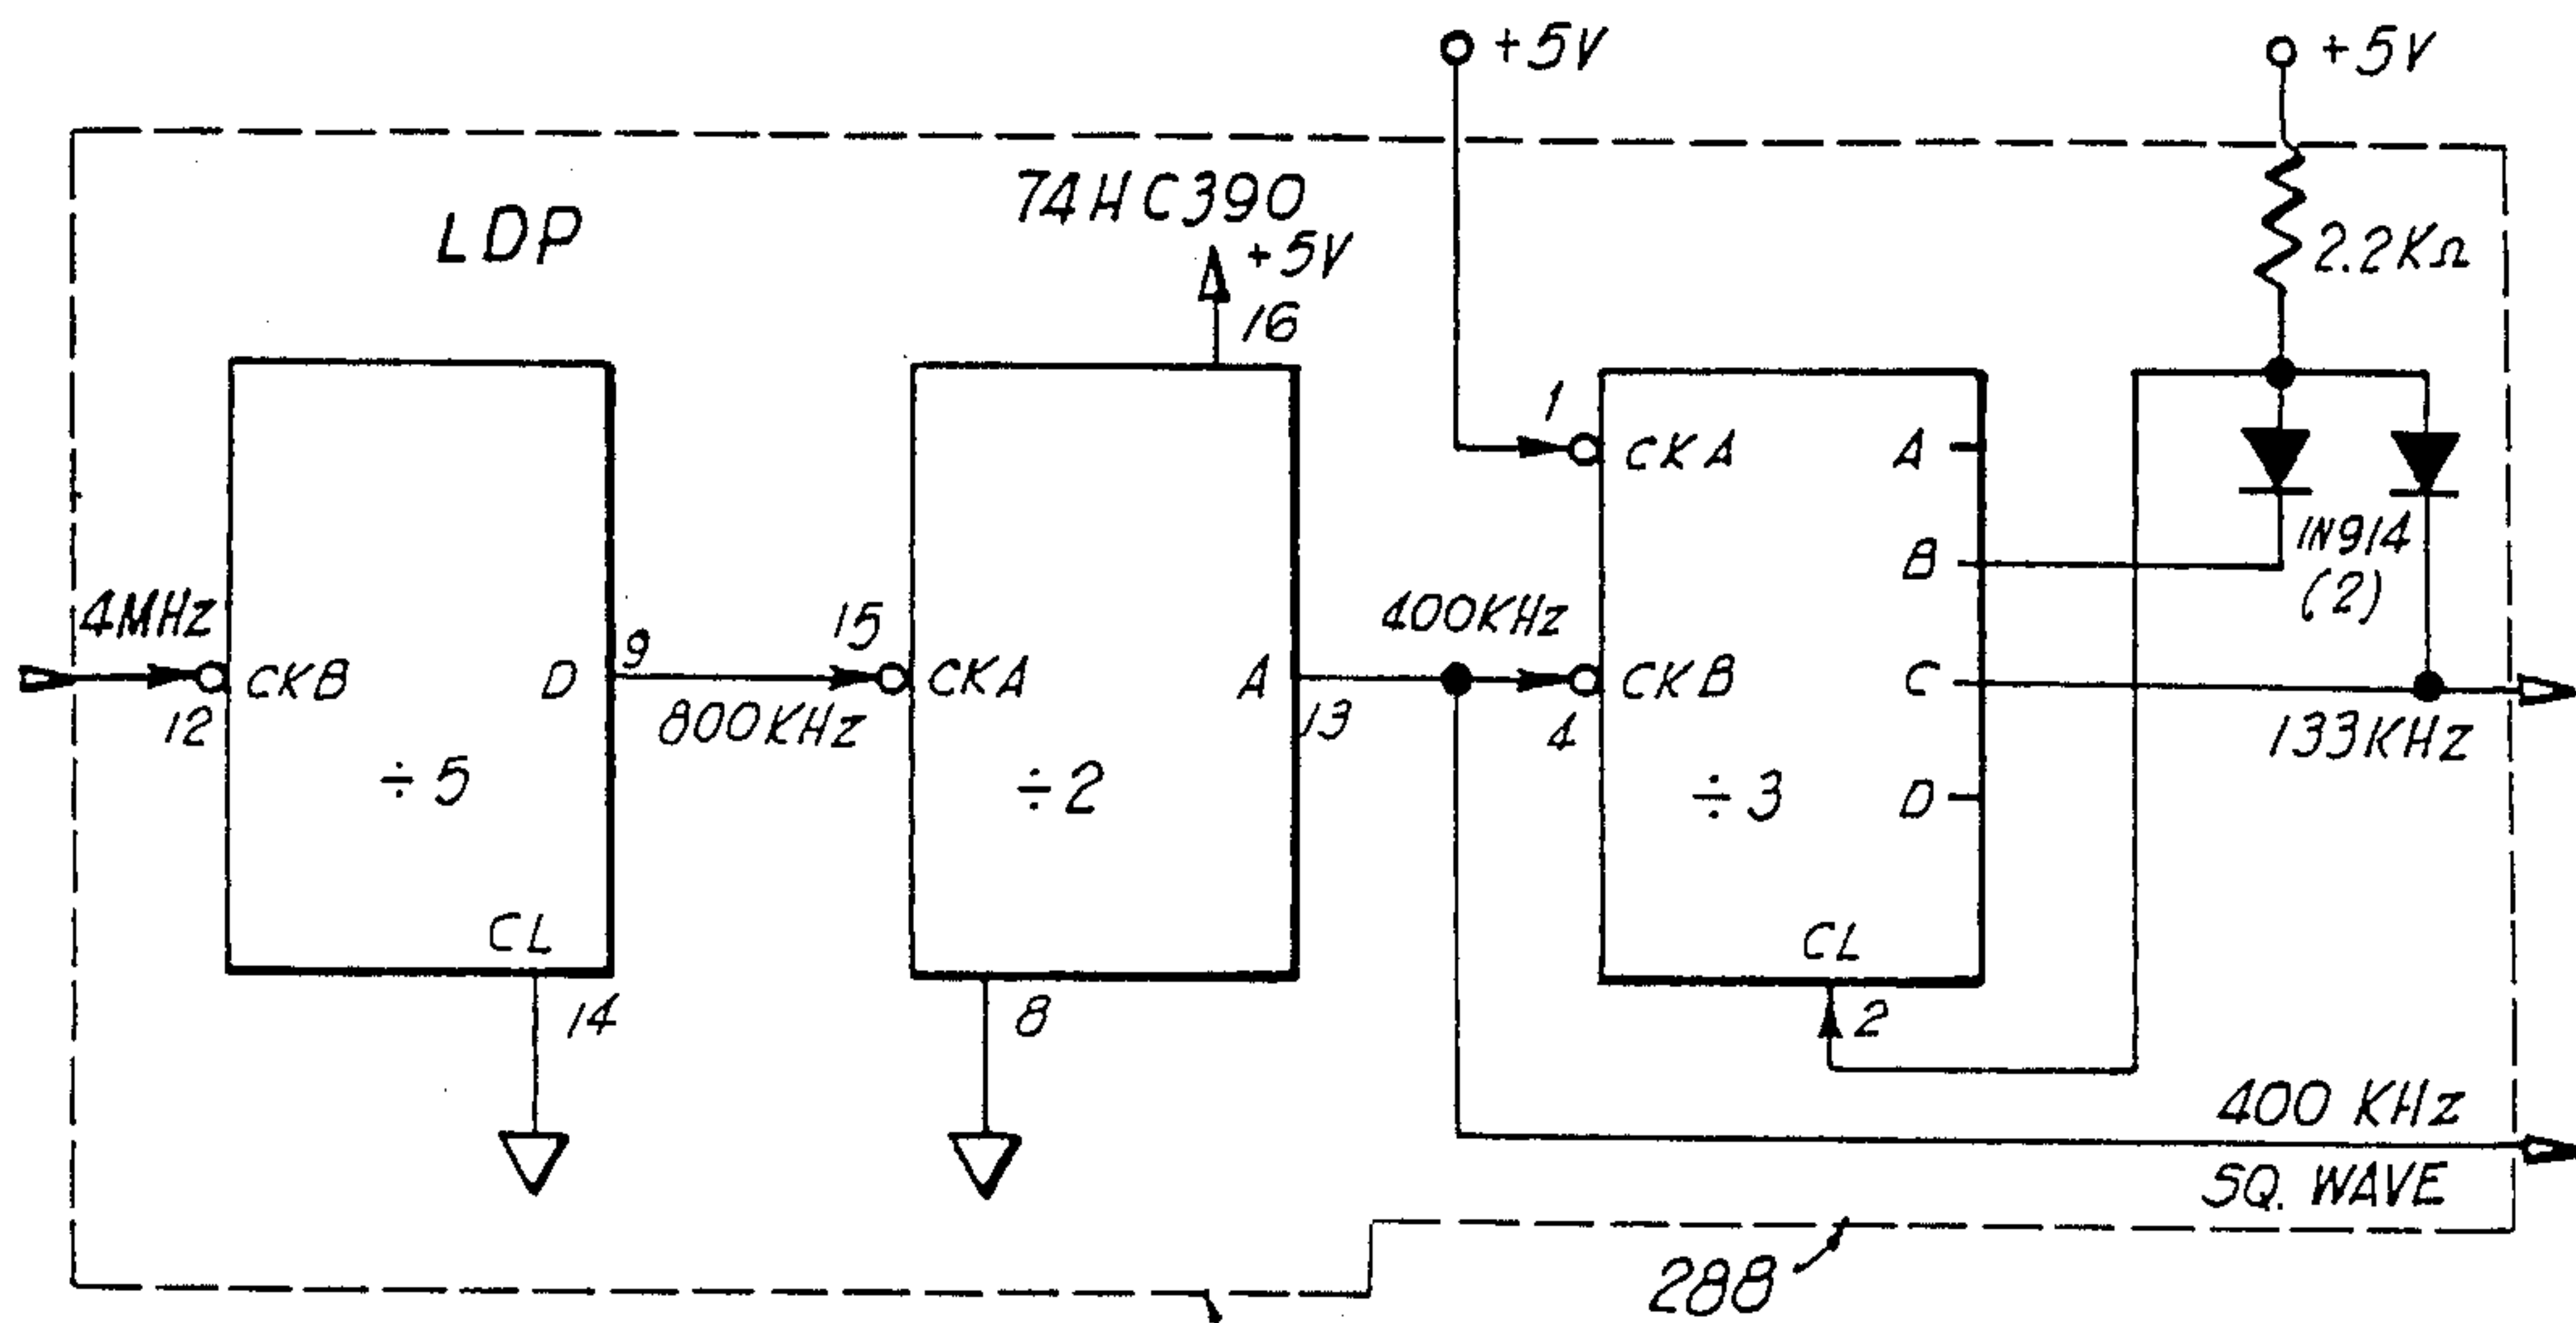 +5V
+5V
LDP
74HC390
+5V
16
2.2KΩ
1
CKA
A
B
1N914
(2)
4MHz
12
CKB
D
9
800KHz
÷5
CL
14
15
CKA
A
13
÷2
8
400KHz
CKB
4
C
133KHz
÷3
D
CL
2
400 KHz
SQ. WAVE
288